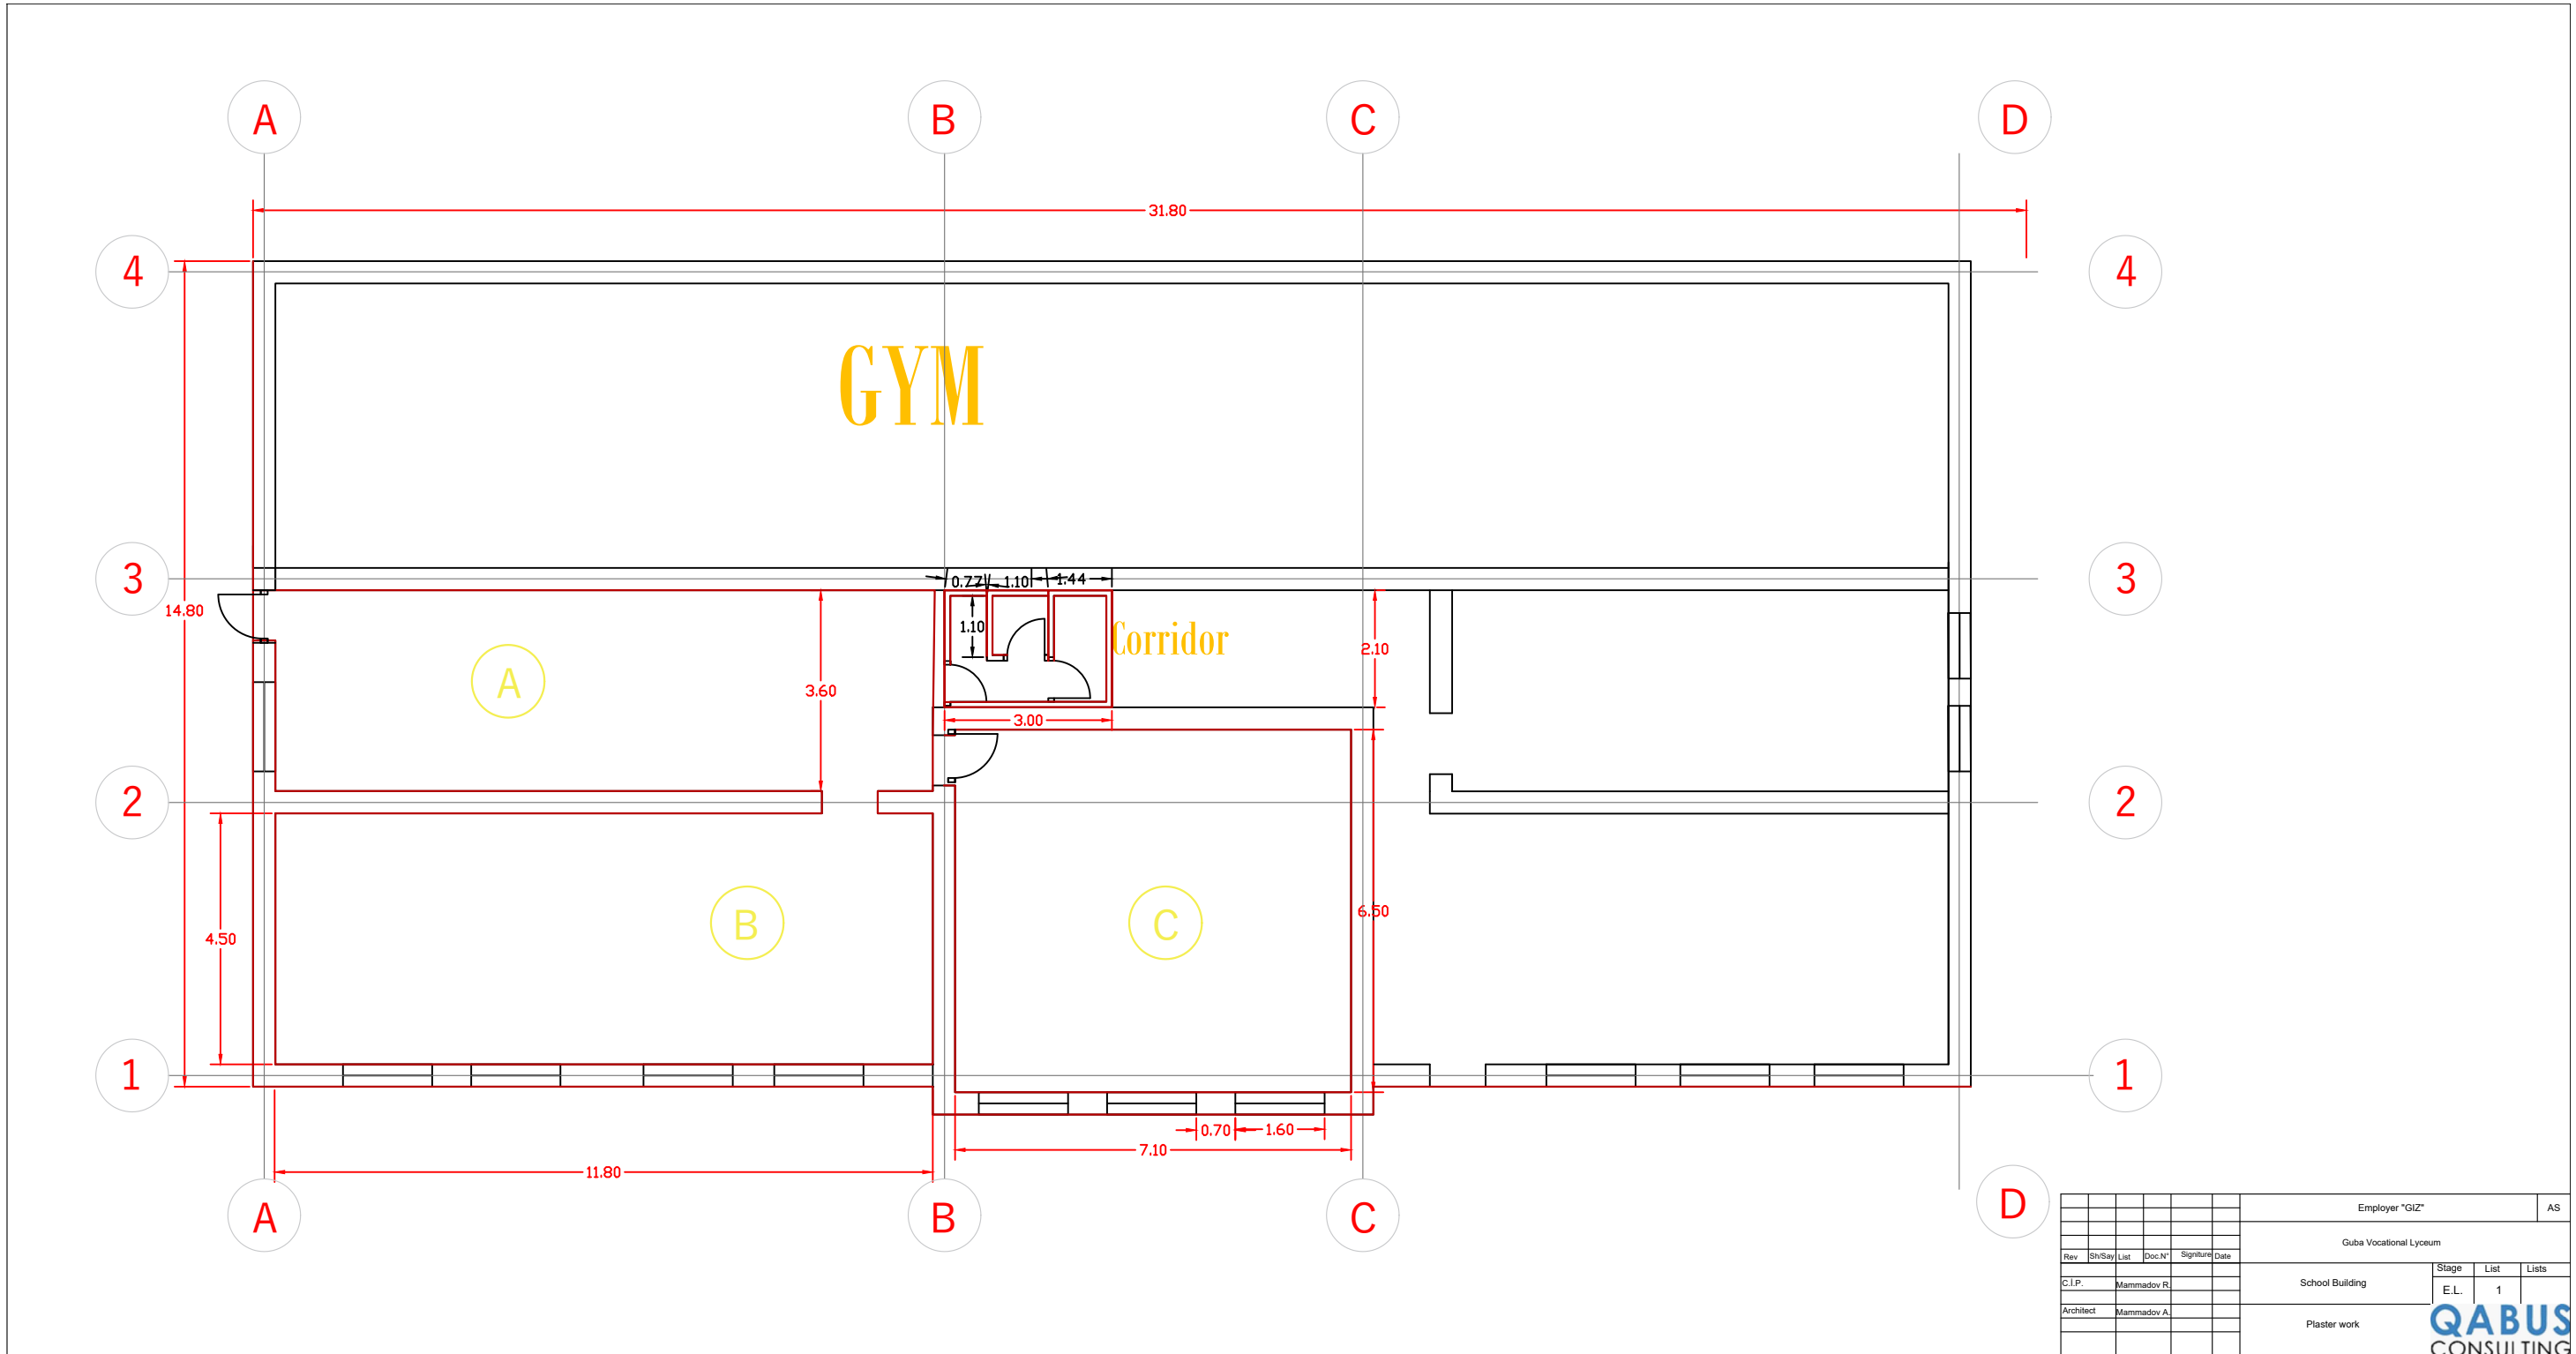 A B C D
31.80
4 4
GYM
3 3
0.77 1.10 1.44
14.80
1.10
Corridor
2.10
A
3.60
3.00
2 2
B
C
6.50
4.50
1 1
0.70 1.60
7.10
11.80
A B C D
Employer "GIZ" AS
Guba Vocational Lyceum
Rev Sh/Say List Doc.N° Signiture Date
Stage List Lists
C.İ.P. Mammadov R. School Building
E.L. 1
Architect Mammadov A.
Plaster work
QABUS
CONSULTING